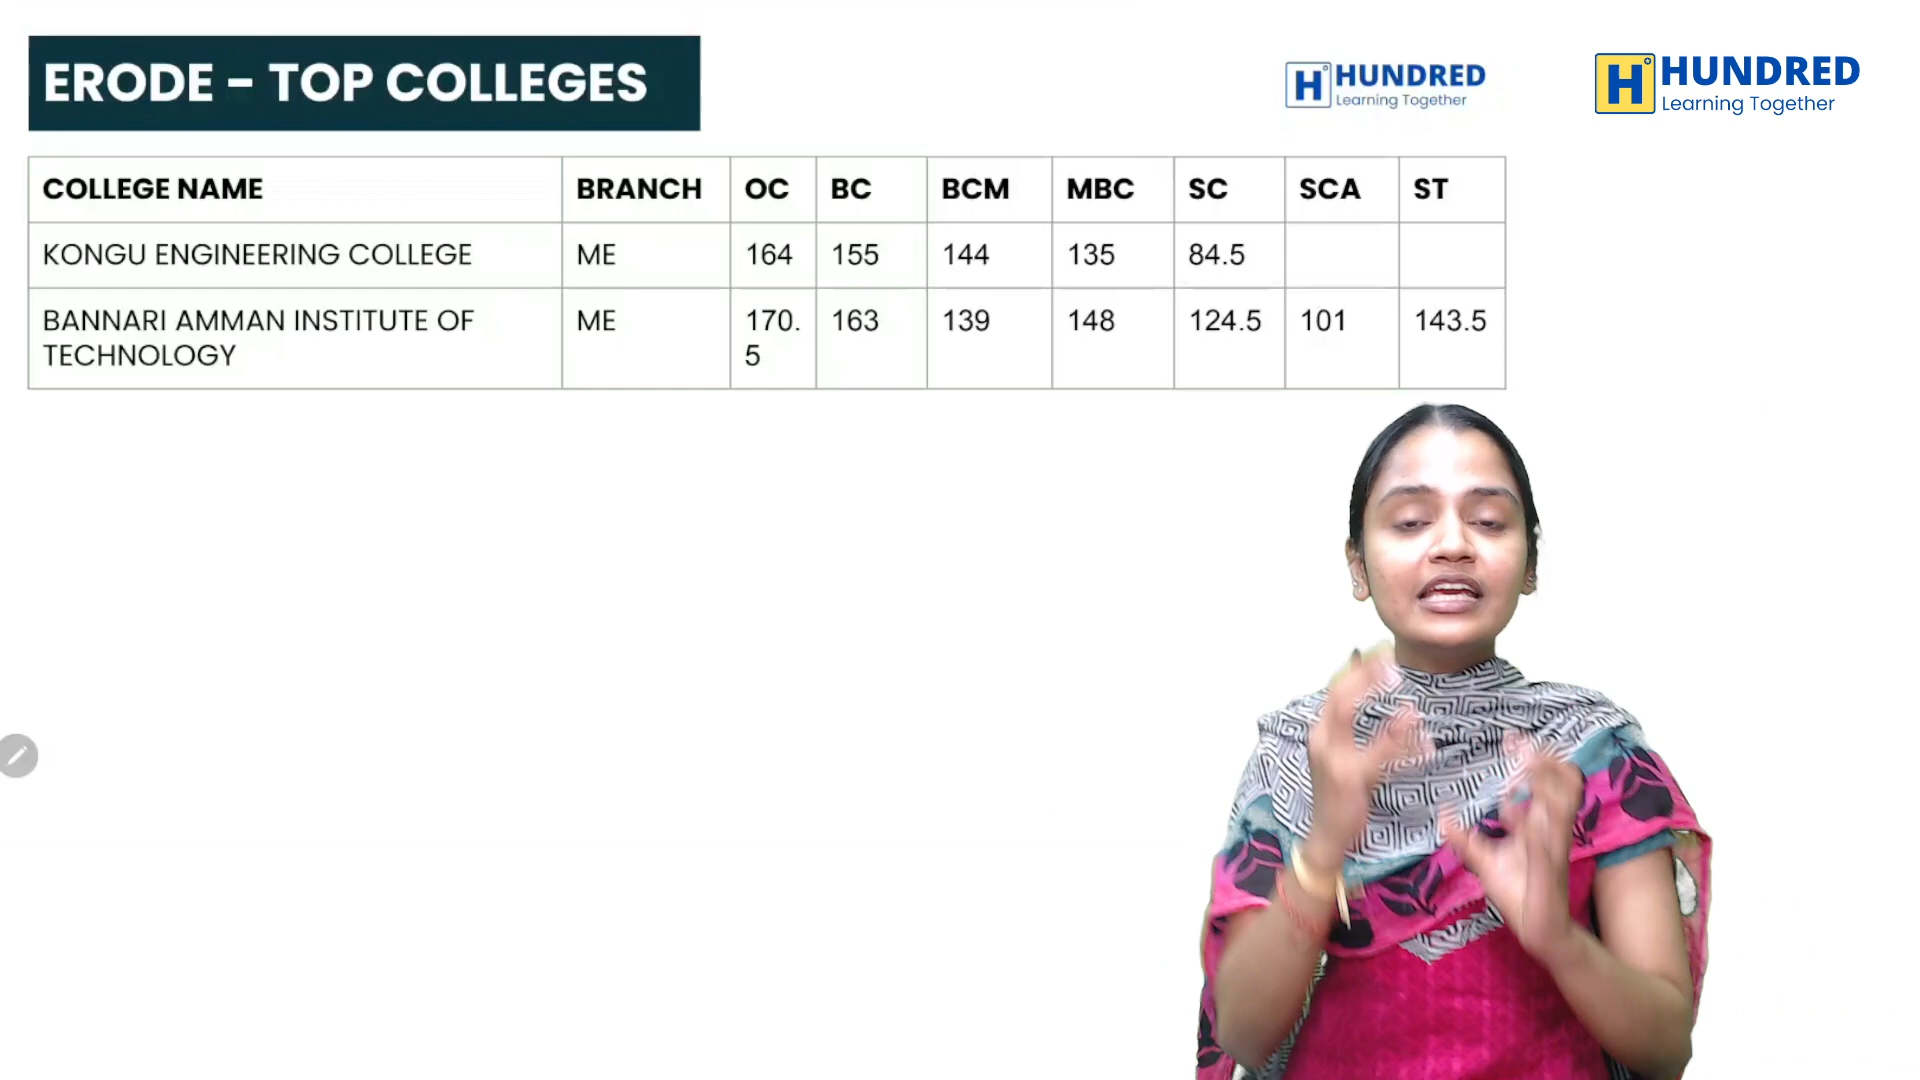 ERODE - TOP COLLEGES
H HUNDRED
Learning Together
H HUNDRED
Learning Together
COLLEGE NAME BRANCH OC BC BCM MBC SC SCA ST
KONGU ENGINEERING COLLEGE ME 164 155 144 135 84.5
BANNARI AMMAN INSTITUTE OF ME 170. 163 139 148 124.5 101 143.5
TECHNOLOGY 5